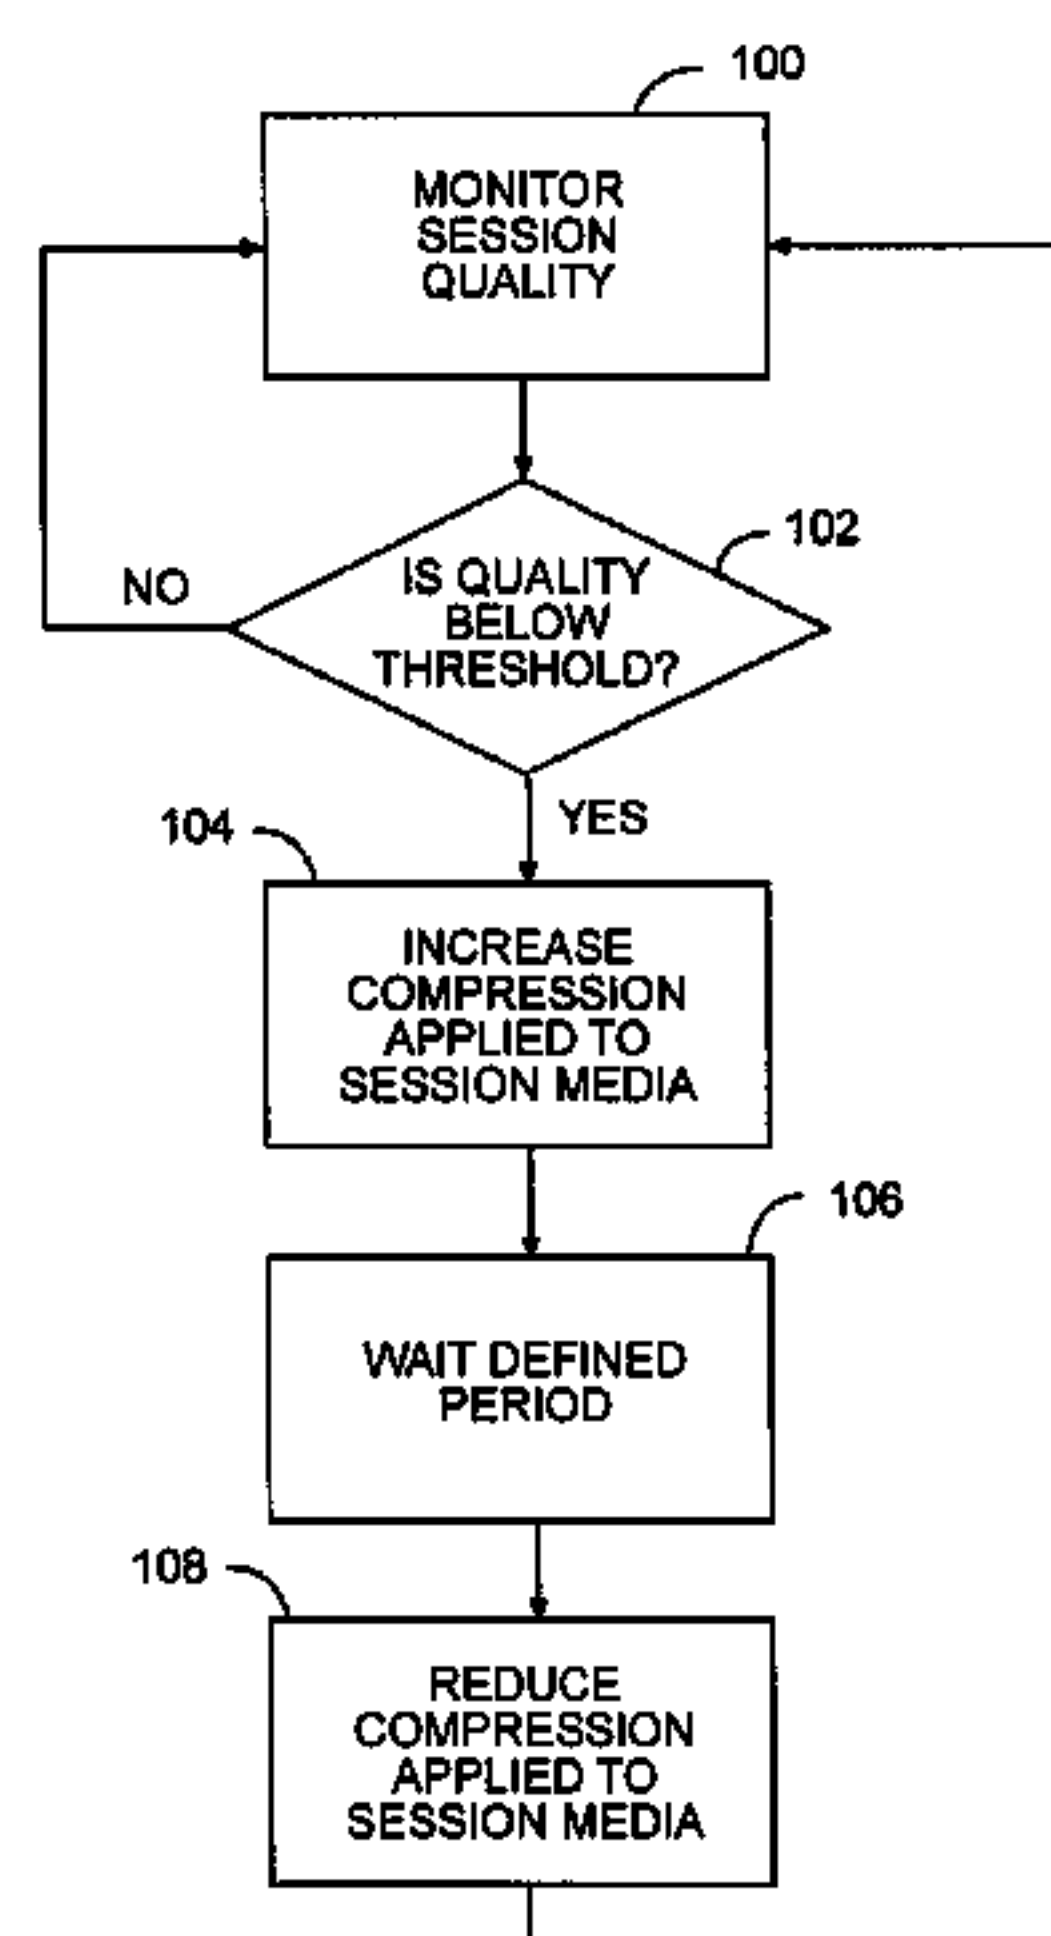 100
MONITOR
SESSION
QUALITY
102
IS QUALITY
BELOW
THRESHOLD?
NO
YES
104
INCREASE
COMPRESSION
APPLIED TO
SESSION MEDIA
106
WAIT DEFINED
PERIOD
108
REDUCE
COMPRESSION
APPLIED TO
SESSION MEDIA